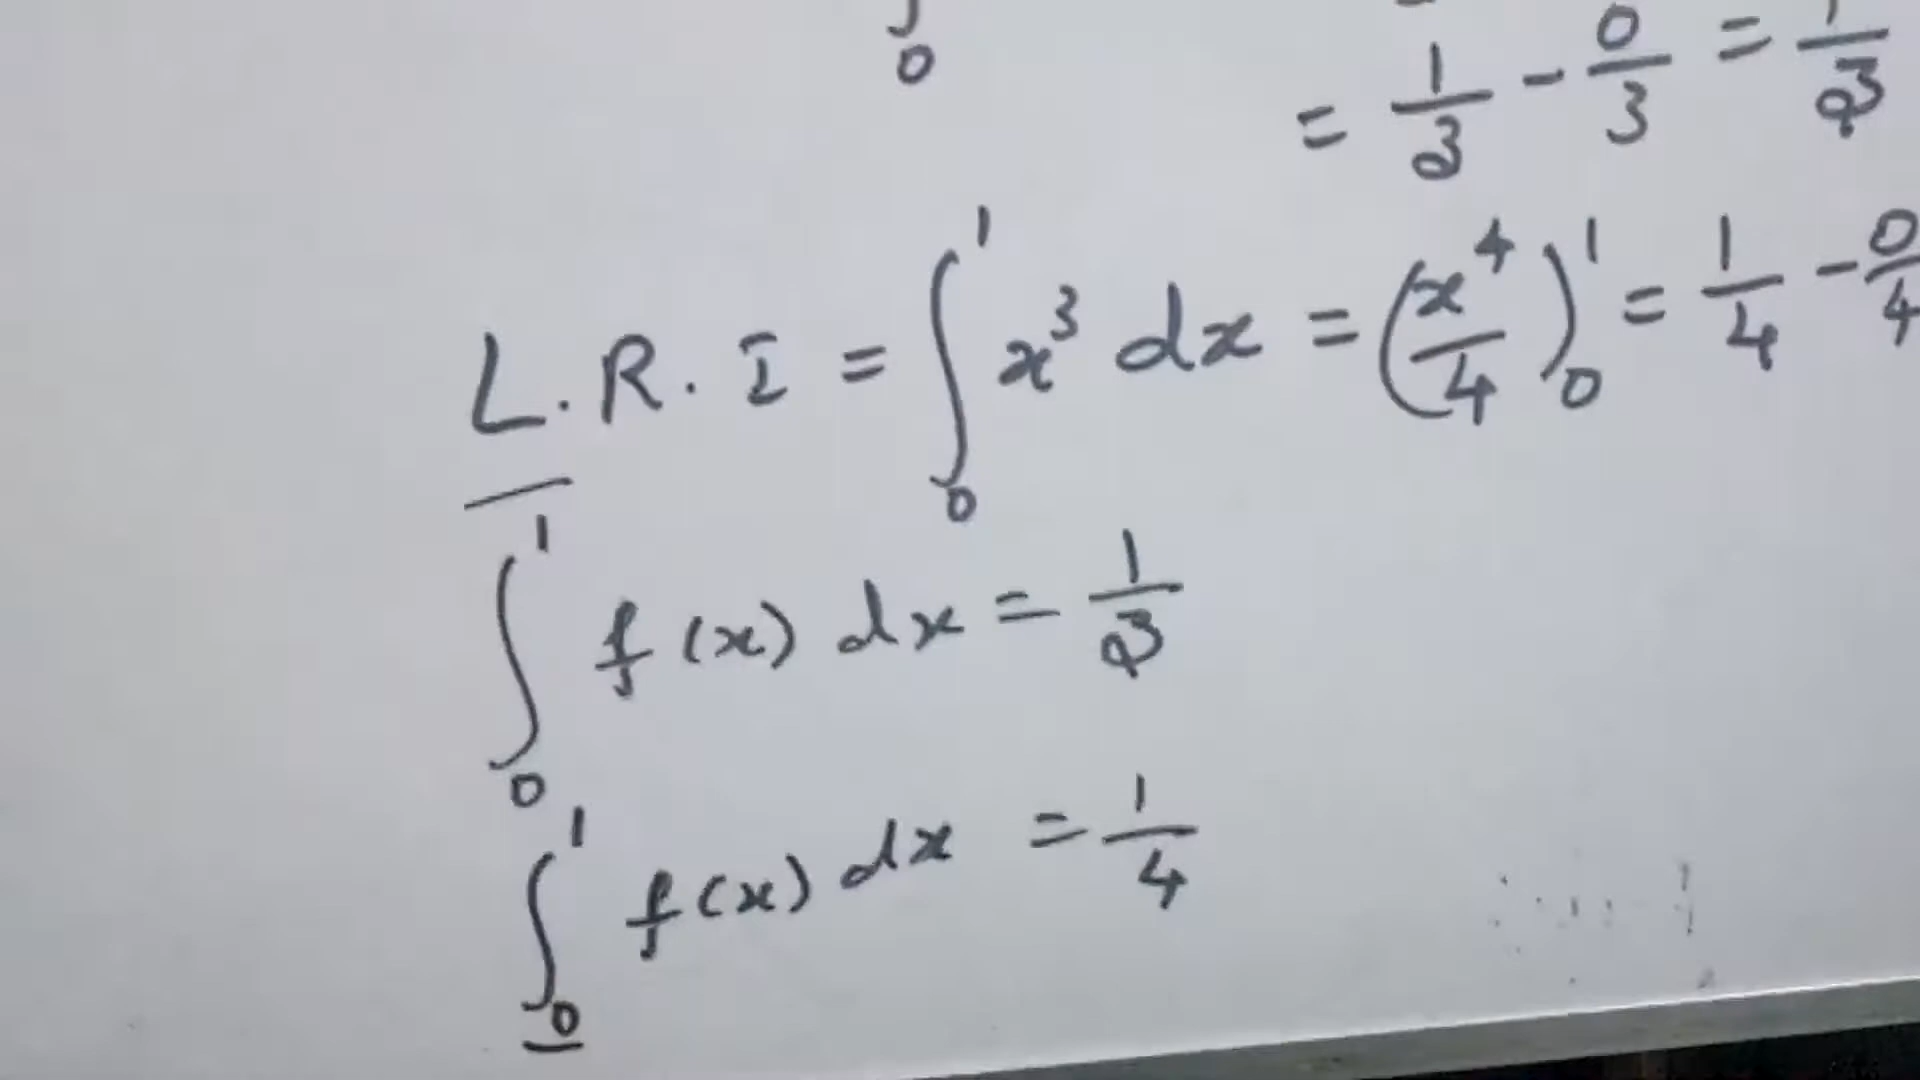 ∫₀
= 1/3 - 0/3 = 1/3
L.R.I = ∫₀¹ x³ dx = (x⁴/4)₀¹ = 1/4 - 0/4
∫₀¹ f(x) dx = 1/3
∫₀¹ f(x) dx = 1/4